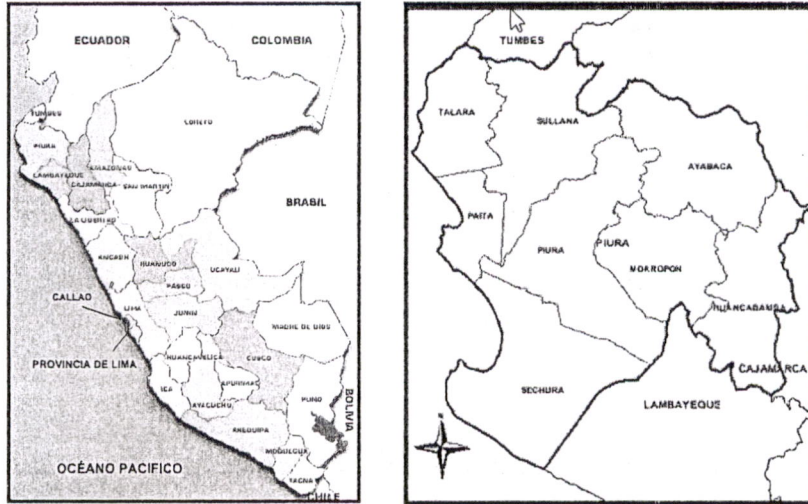 ECUADOR
COLOMBIA
TUMBES
LORETO
PIURA
LAMBAYEQUE
AMAZONAS
CAJAMARCA
SAN MARTIN
BRASIL
LA LIBERTAD
ANCASH
HUANUCO
UCAYALI
PASCO
CALLAO
LIMA
JUNIN
MADRE DE DIOS
PROVINCIA DE LIMA
HUANCAVELICA
CUSCO
ICA
APURIMAC
AYACUCHO
PUNO
BOLIVIA
AREQUIPA
MOQUEGUA
OCÉANO PACIFICO
TACNA
CHILE
TUMBES
TALARA
SULLANA
AYABACA
PAITA
PIURA
PIURA
MORROPON
HUANCABAMBA
CAJAMARCA
SECHURA
LAMBAYEQUE
N